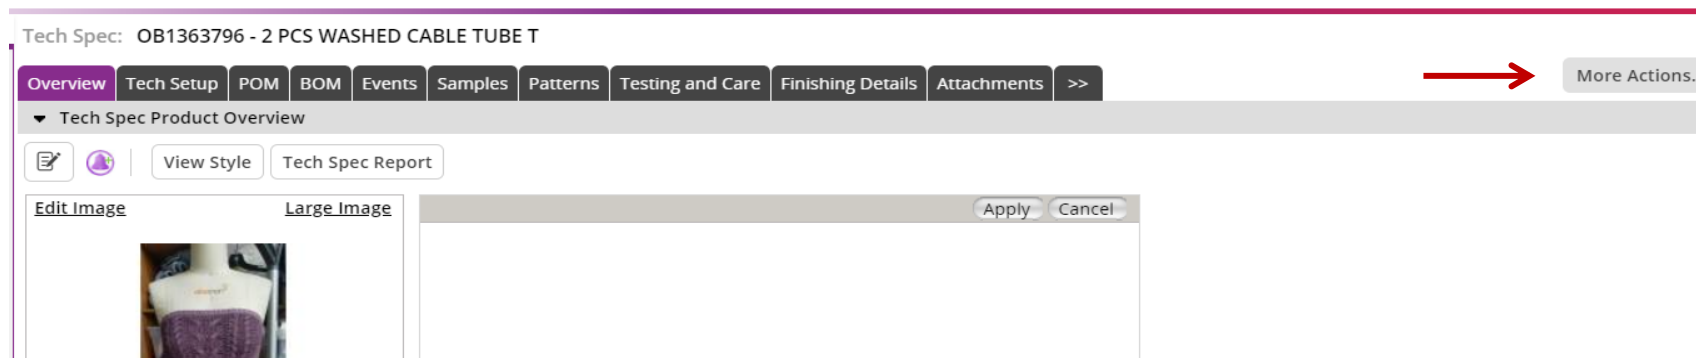 Tech Spec: OB1363796 - 2 PCS WASHED CABLE TUBE T
Overview Tech Setup POM BOM Events Samples Patterns Testing and Care Finishing Details Attachments >> More Actions.
Tech Spec Product Overview
View Style Tech Spec Report
Edit Image Large Image Apply Cancel